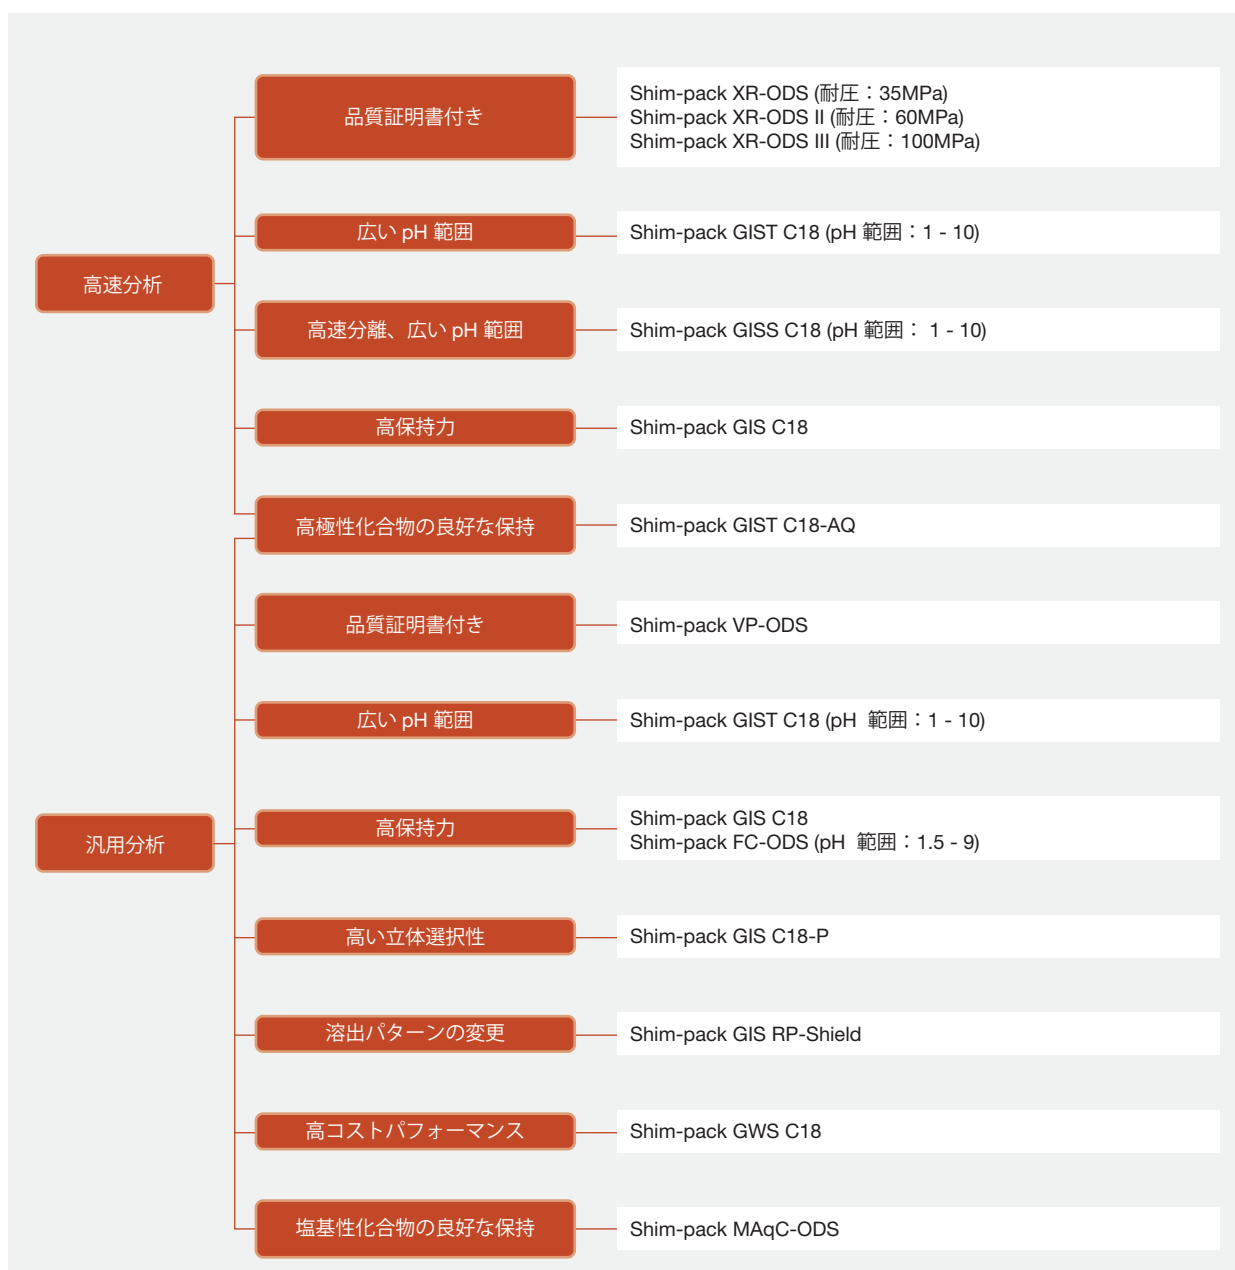 品質証明書付き
Shim-pack XR-ODS (耐圧：35MPa)
Shim-pack XR-ODS II (耐圧：60MPa)
Shim-pack XR-ODS III (耐圧：100MPa)
広い pH 範囲
Shim-pack GIST C18 (pH 範囲：1 - 10)
高速分析
高速分離、広い pH 範囲
Shim-pack GISS C18 (pH 範囲： 1 - 10)
高保持力
Shim-pack GIS C18
高極性化合物の良好な保持
Shim-pack GIST C18-AQ
品質証明書付き
Shim-pack VP-ODS
広い pH 範囲
Shim-pack GIST C18 (pH 範囲：1 - 10)
汎用分析
高保持力
Shim-pack GIS C18
Shim-pack FC-ODS (pH 範囲：1.5 - 9)
高い立体選択性
Shim-pack GIS C18-P
溶出パターンの変更
Shim-pack GIS RP-Shield
高コストパフォーマンス
Shim-pack GWS C18
塩基性化合物の良好な保持
Shim-pack MAqC-ODS